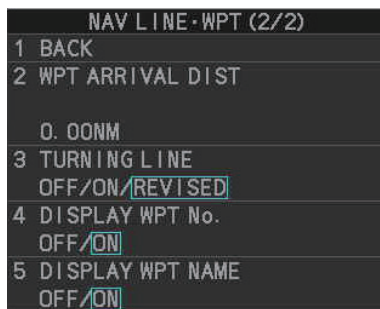 NAV LINE·WPT (2/2)
1 BACK
2 WPT ARRIVAL DIST
0.00NM
3 TURNING LINE
OFF/ON/REVISED
4 DISPLAY WPT No.
OFF/ON
5 DISPLAY WPT NAME
OFF/ON